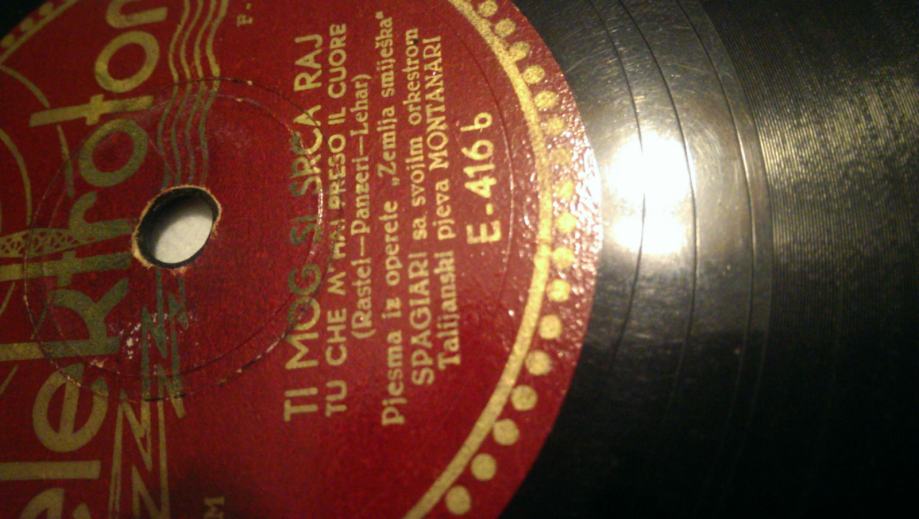 elektroton
TI MOG SI SRCA RAJ
TU CHE M' HAI PRESO IL CUORE
(Rastel—Panzeri—Lehar)
Pjesma iz operete „Zemlja smiješka"
SPAGIARI sa svojim orkestrom
Talijanski pjeva MONTANARI
E-416 b